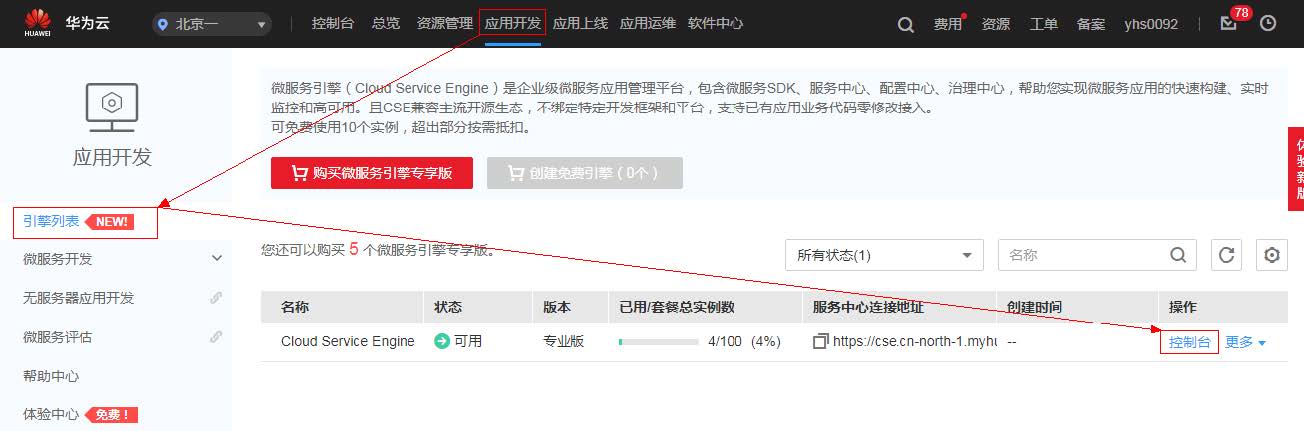 HUAWEI
华为云
北京一
控制台 总览 资源管理 应用开发 应用上线 应用运维 软件中心
费用 资源 工单 备案 yhs0092
78
应用开发
微服务引擎（Cloud Service Engine）是企业级微服务应用管理平台，包含微服务SDK、服务中心、配置中心、治理中心，帮助您实现微服务应用的快速构建、实时
监控和高可用。且CSE兼容主流开源生态，不绑定特定开发框架和平台，支持已有应用业务代码零修改接入。
可免费使用10个实例，超出部分按需抵扣。
购买微服务引擎专享版 创建免费引擎（0个）
体验新版
引擎列表 NEW!
微服务开发
无服务器应用开发
微服务评估
帮助中心
体验中心 免费！
您还可以购买 5 个微服务引擎专享版。
所有状态(1) 名称
名称 状态 版本 已用/套餐总实例数 服务中心连接地址 创建时间 操作
Cloud Service Engine 可用 专业版 4/100 (4%) https://cse.cn-north-1.myhu -- 控制台 更多